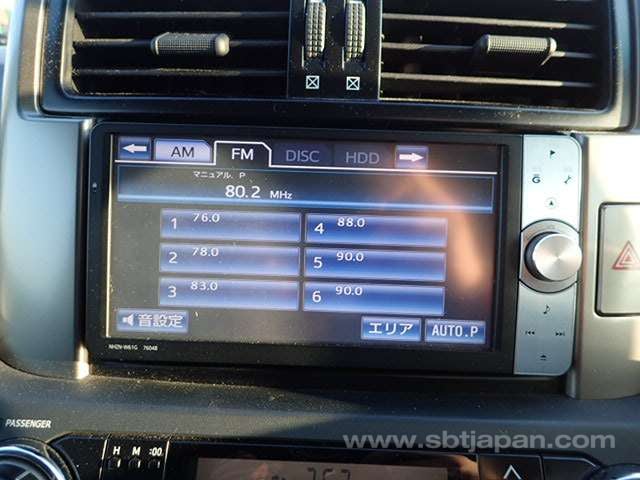 AM FM DISC HDD
マニュアル. P
80.2 MHz
1 76.0
4 88.0
2 78.0
5 90.0
3 83.0
6 90.0
音設定
エリア
AUTO.P
NHZN-W61G 76048
G
PASSENGER
H M :00
www.sbtjapan.com